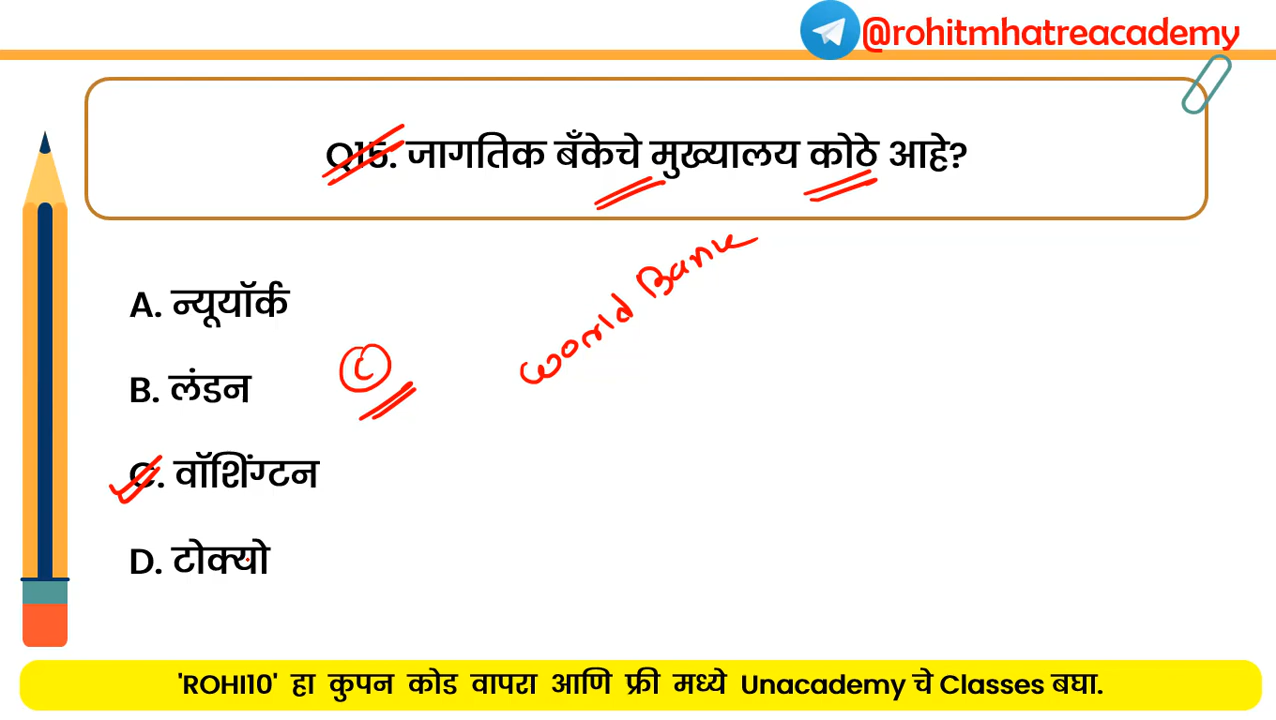 @rohitmhatreacademy
Q15. जागतिक बँकेचे मुख्यालय कोठे आहे?
World Bank
A. न्यूयॉर्क
B. लंडन
C
C. वॉशिंग्टन
D. टोक्यो
'ROHI10' हा कुपन कोड वापरा आणि फ्री मध्ये Unacademy चे Classes बघा.